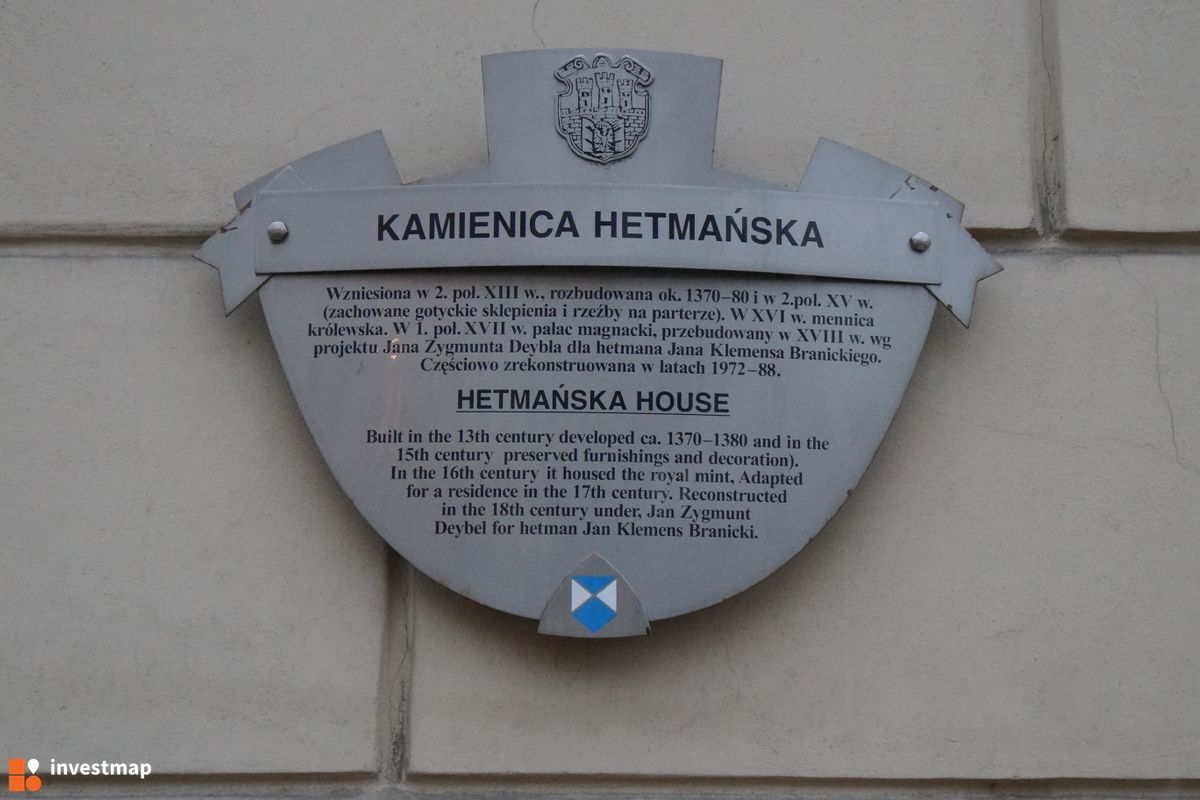 KAMIENICA HETMAŃSKA
Wzniesiona w 2. poł. XIII w., rozbudowana ok. 1370–80 i w 2.poł. XV w.
(zachowane gotyckie sklepienia i rzeźby na parterze). W XVI w. mennica
królewska. W 1. poł. XVII w. pałac magnacki, przebudowany w XVIII w. wg
projektu Jana Zygmunta Deybla dla hetmana Jana Klemensa Branickiego.
Częściowo zrekonstruowana w latach 1972–88.
HETMAŃSKA HOUSE
Built in the 13th century developed ca. 1370–1380 and in the
15th century preserved furnishings and decoration).
In the 16th century it housed the royal mint, Adapted
for a residence in the 17th century. Reconstructed
in the 18th century under, Jan Zygmunt
Deybel for hetman Jan Klemens Branicki.
investmap